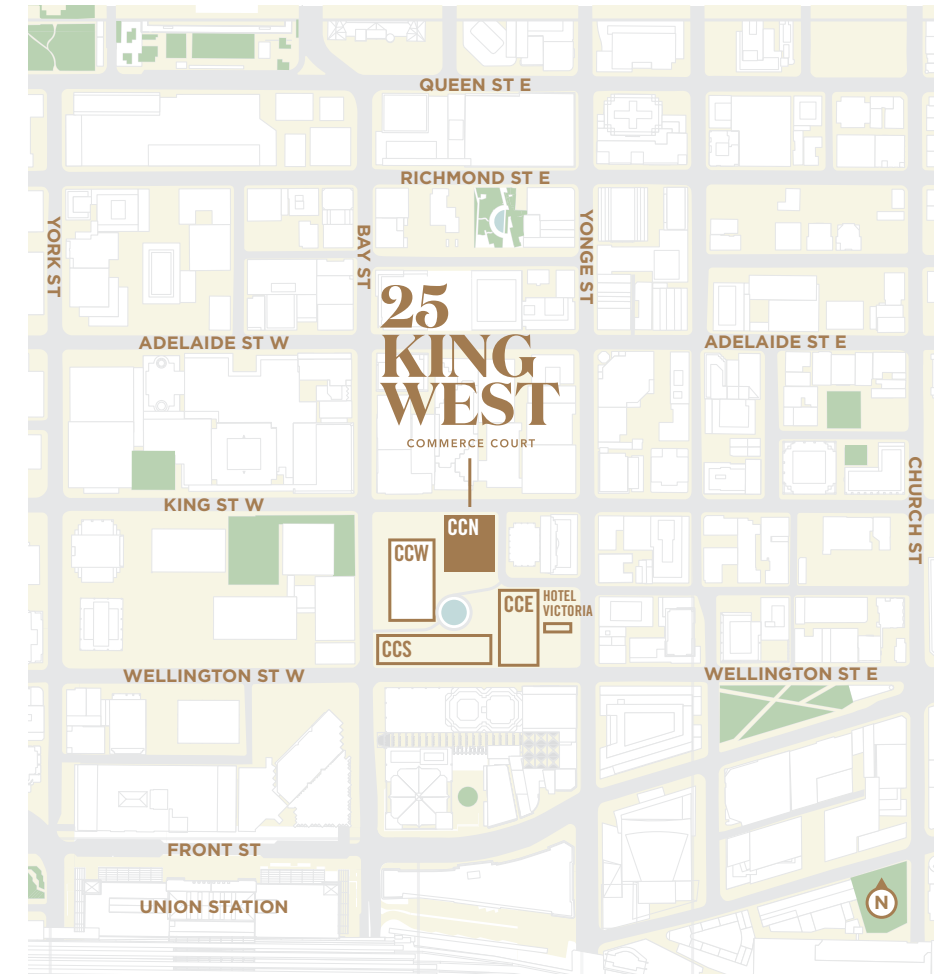 QUEEN ST E
RICHMOND ST E
YORK ST
BAY ST
YONGE ST
25
KING
WEST
COMMERCE COURT
ADELAIDE ST W
ADELAIDE ST E
CHURCH ST
KING ST W
CCN
CCW
CCE
HOTEL
VICTORIA
CCS
WELLINGTON ST W
WELLINGTON ST E
FRONT ST
UNION STATION
N